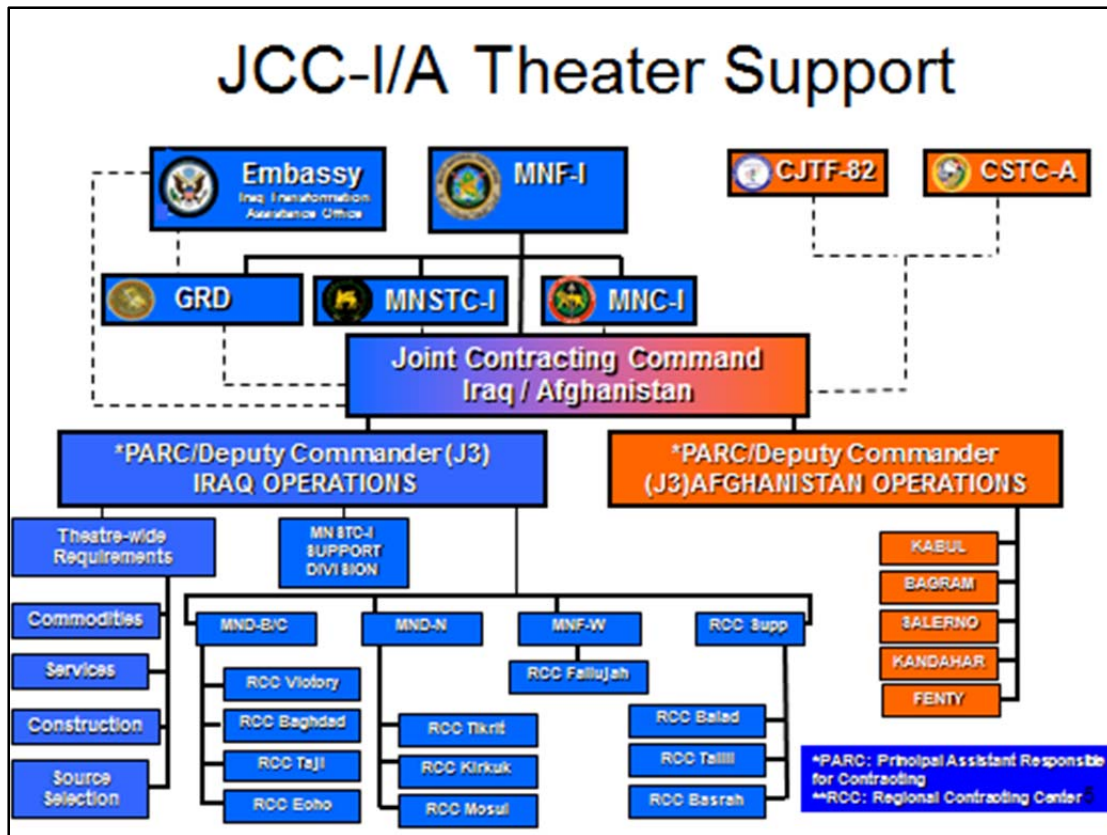 JCC-I/A Theater Support
Embassy
Iraq Transformation
Assistance Office
MNF-I
CJTF-82
CSTC-A
GRD
MNSTC-I
MNC-I
Joint Contracting Command
Iraq / Afghanistan
*PARC/Deputy Commander (J3)
IRAQ OPERATIONS
*PARC/Deputy Commander
(J3)AFGHANISTAN OPERATIONS
Theatre-wide
Requirements
MNSTC-I
SUPPORT
DIVISION
Commodities
Services
Construction
Source
Selection
MND-B/C
RCC Victory
RCC Baghdad
RCC Taji
RCC Echo
MND-N
RCC Tikrit
RCC Kirkuk
RCC Mosul
MNF-W
RCC Fallujah
RCC Supp
RCC Balad
RCC Tallil
RCC Basrah
KABUL
BAGRAM
SALERNO
KANDAHAR
FENTY
*PARC: Principal Assistant Responsible
for Contracting
**RCC: Regional Contracting Center